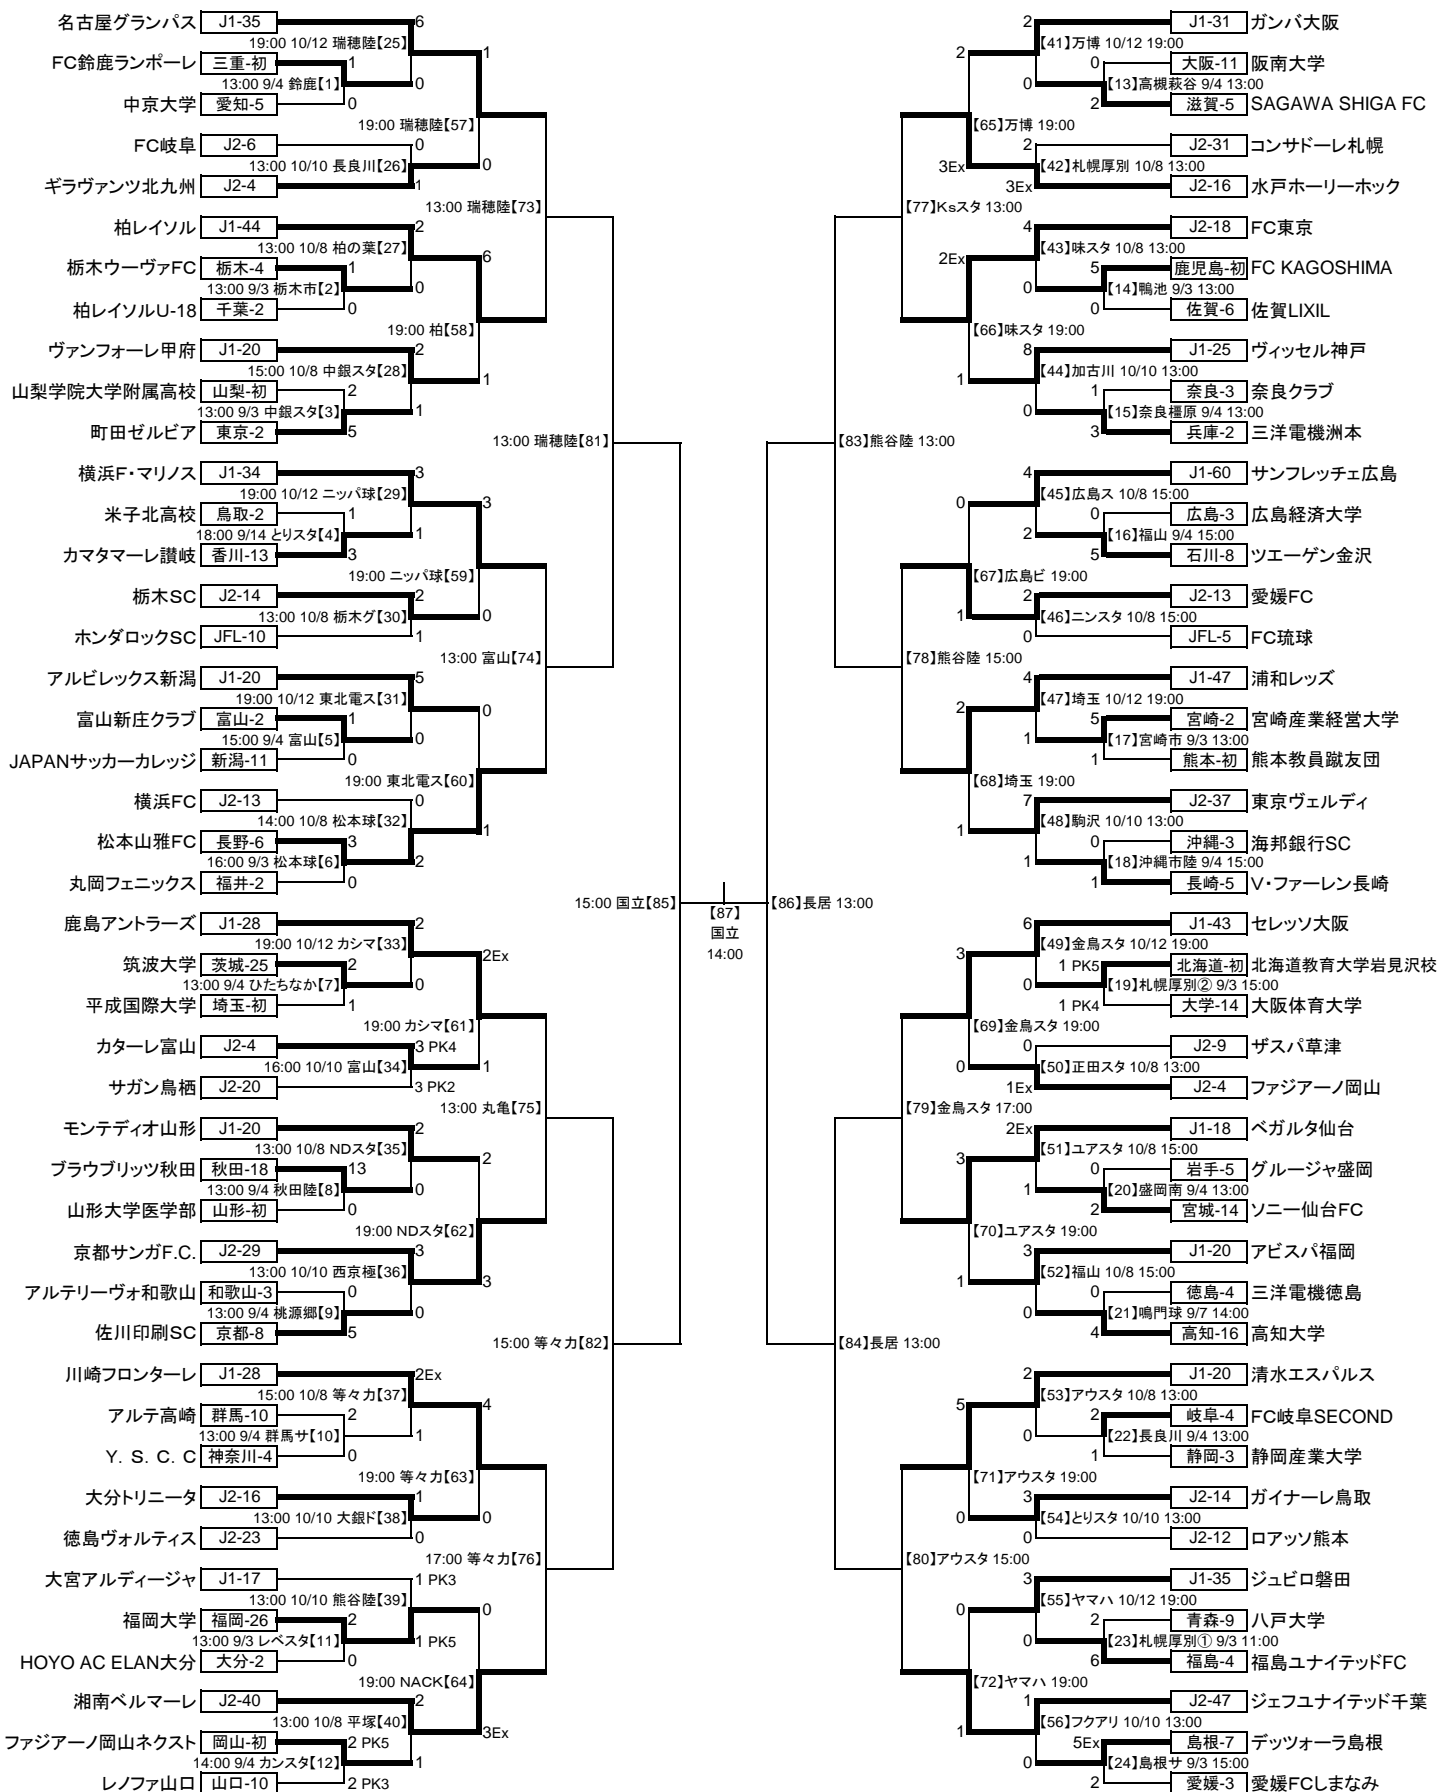 名古屋グランパス J1-35 6
19:00 10/12 瑞穂陸【25】 1
FC鈴鹿ランポーレ 三重-初 1
13:00 9/4 鈴鹿【1】 0
中京大学 愛知-5 0
19:00 瑞穂陸【57】
FC岐阜 J2-6 0
13:00 10/10 長良川【26】 0
ギラヴァンツ北九州 J2-4 1
13:00 瑞穂陸【73】
柏レイソル J1-44 2
13:00 10/8 柏の葉【27】 6
栃木ウーヴァFC 栃木-4 1
13:00 9/3 栃木市【2】 0
柏レイソルU-18 千葉-2 0
19:00 柏【58】
ヴァンフォーレ甲府 J1-20 2
15:00 10/8 中銀スタ【28】 1
山梨学院大学附属高校 山梨-初 2
13:00 9/3 中銀スタ【3】 1
町田ゼルビア 東京-2 5
13:00 瑞穂陸【81】
横浜F・マリノス J1-34 3
19:00 10/12 ニッパ球【29】 3
米子北高校 鳥取-2 1
18:00 9/14 とりスタ【4】 1
カマタマーレ讃岐 香川-13 3
19:00 ニッパ球【59】
栃木SC J2-14 2
13:00 10/8 栃木グ【30】 0
ホンダロックSC JFL-10 1
13:00 富山【74】
アルビレックス新潟 J1-20 5
19:00 10/12 東北電ス【31】 0
富山新庄クラブ 富山-2 1
15:00 9/4 富山【5】 0
JAPANサッカーカレッジ 新潟-11 0
19:00 東北電ス【60】
横浜FC J2-13 0
14:00 10/8 松本球【32】 1
松本山雅FC 長野-6 3
16:00 9/3 松本球【6】 2
丸岡フェニックス 福井-2 0
15:00 国立【85】
鹿島アントラーズ J1-28 2
19:00 10/12 カシマ【33】 2Ex
筑波大学 茨城-25 2
13:00 9/4 ひたちなか【7】 0
平成国際大学 埼玉-初 1
19:00 カシマ【61】
カターレ富山 J2-4 3 PK4
16:00 10/10 富山【34】 1
サガン鳥栖 J2-20 3 PK2
13:00 丸亀【75】
モンテディオ山形 J1-20 2
13:00 10/8 NDスタ【35】 2
ブラウブリッツ秋田 秋田-18 13
13:00 9/4 秋田陸【8】 0
山形大学医学部 山形-初 0
19:00 NDスタ【62】
京都サンガF.C. J2-29 3
13:00 10/10 西京極【36】 3
アルテリーヴォ和歌山 和歌山-3 0
13:00 9/4 桃源郷【9】 0
佐川印刷SC 京都-8 5
15:00 等々力【82】
川崎フロンターレ J1-28 2Ex
15:00 10/8 等々力【37】 4
アルテ高崎 群馬-10 2
13:00 9/4 群馬サ【10】 1
Y. S. C. C 神奈川-4 0
19:00 等々力【63】
大分トリニータ J2-16 1
13:00 10/10 大銀ド【38】 0
徳島ヴォルティス J2-23 0
17:00 等々力【76】
大宮アルディージャ J1-17 1 PK3
13:00 10/10 熊谷陸【39】 0
福岡大学 福岡-26 2
13:00 9/3 レベスタ【11】 1 PK5
HOYO AC ELAN大分 大分-2 0
19:00 NACK【64】
湘南ベルマーレ J2-40 2
13:00 10/8 平塚【40】 3Ex
ファジアーノ岡山ネクスト 岡山-初 2 PK5
14:00 9/4 カンスタ【12】 1
レノファ山口 山口-10 2 PK3
【87】
国立
14:00
2 J1-31 ガンバ大阪
2 【41】万博 10/12 19:00
0 大阪-11 阪南大学
0 【13】高槻萩谷 9/4 13:00
2 滋賀-5 SAGAWA SHIGA FC
【65】万博 19:00
2 J2-31 コンサドーレ札幌
3Ex 【42】札幌厚別 10/8 13:00
3Ex J2-16 水戸ホーリーホック
【77】Ksスタ 13:00
4 J2-18 FC東京
2Ex 【43】味スタ 10/8 13:00
5 鹿児島-初 FC KAGOSHIMA
0 【14】鴨池 9/3 13:00
0 佐賀-6 佐賀LIXIL
【66】味スタ 19:00
8 J1-25 ヴィッセル神戸
1 【44】加古川 10/10 13:00
1 奈良-3 奈良クラブ
0 【15】奈良橿原 9/4 13:00
3 兵庫-2 三洋電機洲本
【83】熊谷陸 13:00
4 J1-60 サンフレッチェ広島
0 【45】広島ス 10/8 15:00
0 広島-3 広島経済大学
2 【16】福山 9/4 15:00
5 石川-8 ツエーゲン金沢
【67】広島ビ 19:00
2 J2-13 愛媛FC
1 【46】ニンスタ 10/8 15:00
0 JFL-5 FC琉球
【78】熊谷陸 15:00
4 J1-47 浦和レッズ
2 【47】埼玉 10/12 19:00
5 宮崎-2 宮崎産業経営大学
1 【17】宮崎市 9/3 13:00
1 熊本-初 熊本教員蹴友団
【68】埼玉 19:00
7 J2-37 東京ヴェルディ
1 【48】駒沢 10/10 13:00
0 沖縄-3 海邦銀行SC
1 【18】沖縄市陸 9/4 15:00
1 長崎-5 V・ファーレン長崎
【86】長居 13:00
6 J1-43 セレッソ大阪
3 【49】金鳥スタ 10/12 19:00
1 PK5 北海道-初 北海道教育大学岩見沢校
0 【19】札幌厚別② 9/3 15:00
1 PK4 大学-14 大阪体育大学
【69】金鳥スタ 19:00
0 J2-9 ザスパ草津
0 【50】正田スタ 10/8 13:00
1Ex J2-4 ファジアーノ岡山
【79】金鳥スタ 17:00
2Ex J1-18 ベガルタ仙台
3 【51】ユアスタ 10/8 15:00
0 岩手-5 グルージャ盛岡
1 【20】盛岡南 9/4 13:00
2 宮城-14 ソニー仙台FC
【70】ユアスタ 19:00
3 J1-20 アビスパ福岡
1 【52】福山 10/8 15:00
0 徳島-4 三洋電機徳島
0 【21】鳴門球 9/7 14:00
4 高知-16 高知大学
【84】長居 13:00
2 J1-20 清水エスパルス
5 【53】アウスタ 10/8 13:00
2 岐阜-4 FC岐阜SECOND
0 【22】長良川 9/4 13:00
1 静岡-3 静岡産業大学
【71】アウスタ 19:00
3 J2-14 ガイナーレ鳥取
0 【54】とりスタ 10/10 13:00
0 J2-12 ロアッソ熊本
【80】アウスタ 15:00
3 J1-35 ジュビロ磐田
0 【55】ヤマハ 10/12 19:00
2 青森-9 八戸大学
0 【23】札幌厚別① 9/3 11:00
6 福島-4 福島ユナイテッドFC
【72】ヤマハ 19:00
1 J2-47 ジェフユナイテッド千葉
1 【56】フクアリ 10/10 13:00
5Ex 島根-7 デッツォーラ島根
0 【24】島根サ 9/3 15:00
2 愛媛-3 愛媛FCしまなみ